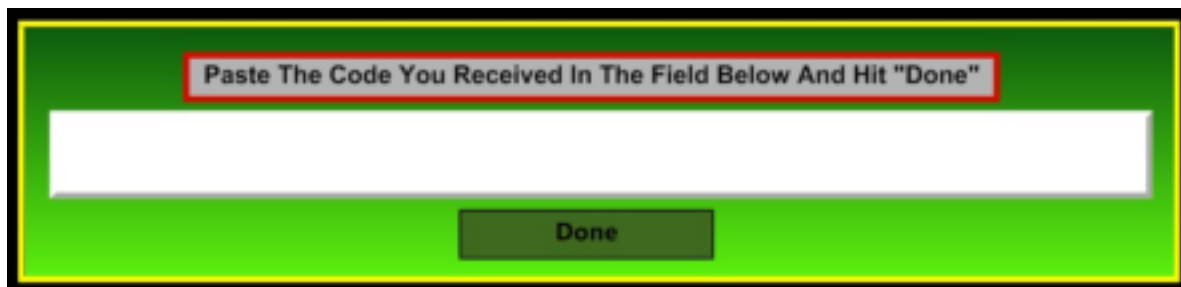 Paste The Code You Received In The Field Below And Hit "Done"
Done